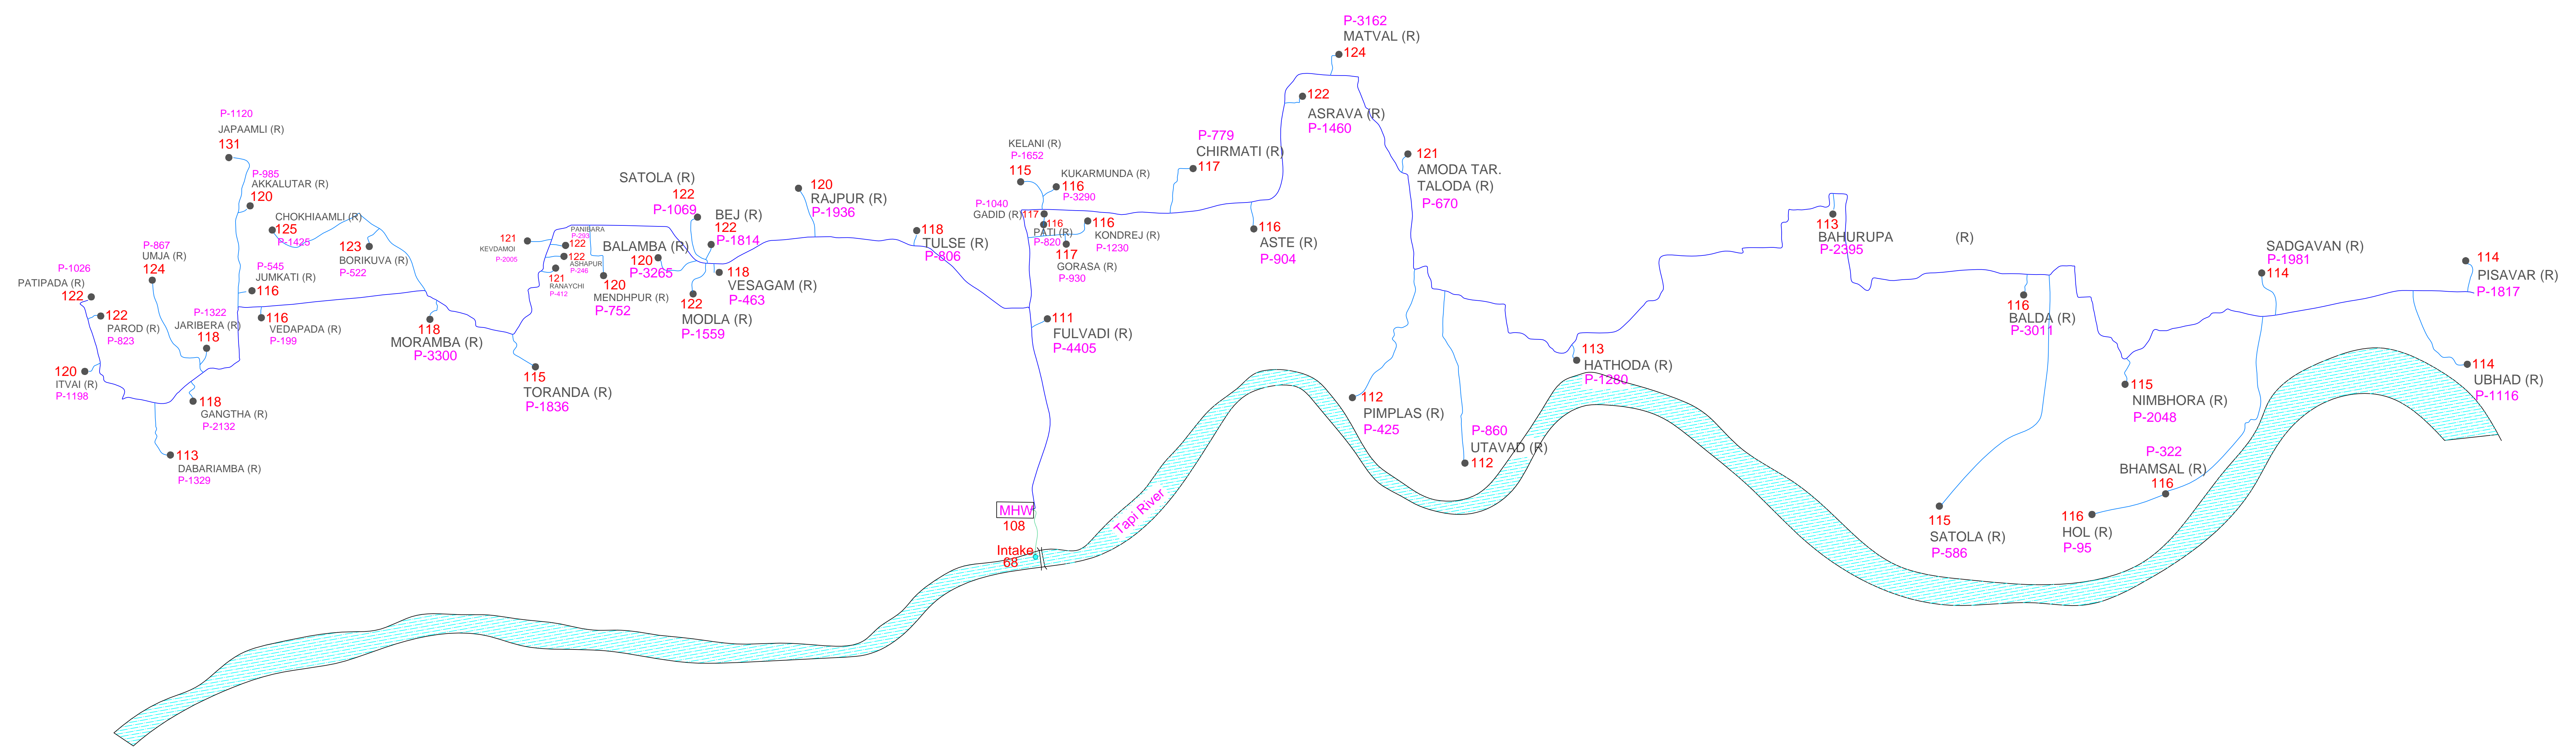 P-3162
MATVAL (R)
124
122
ASRAVA (R)
P-1460
P-1120
JAPAAMLI (R)
131
P-985
AKKALUTAR (R)
120
CHOKHIAAMLI (R)
125
P-1425
123
BORIKUVA (R)
P-522
P-867
UMJA (R)
124
P-545
JUMKATI (R)
116
P-1026
PATIPADA (R)
122
122
PAROD (R)
P-823
P-1322
JARIBERA (R)
118
116
VEDAPADA (R)
P-199
120
ITVAI (R)
P-1198
118
GANGTHA (R)
P-2132
113
DABARIAMBA (R)
P-1329
118
MORAMBA (R)
P-3300
115
TORANDA (R)
P-1836
121
KEVDAMOI
P-2005
PANIBARA
P-293
122
122
ASHAPUR
P-246
121
RANAYCHI
P-412
120
MENDHPUR (R)
P-752
BALAMBA (R)
120
P-3265
SATOLA (R)
122
P-1069
BEJ (R)
122
P-1814
118
VESAGAM (R)
P-463
122
MODLA (R)
P-1559
120
RAJPUR (R)
P-1936
118
TULSE (R)
P-806
KELANI (R)
P-1652
115
KUKARMUNDA (R)
116
P-3290
P-1040
GADID (R)
117
116
PATI (R)
P-820
116
KONDREJ (R)
P-1230
117
GORASA (R)
P-930
111
FULVADI (R)
P-4405
P-779
CHIRMATI (R)
117
116
ASTE (R)
P-904
121
AMODA TAR.
TALODA (R)
P-670
112
PIMPLAS (R)
P-425
P-860
UTAVAD (R)
112
113
HATHODA (R)
P-1280
113
BAHURUPA (R)
P-2395
116
BALDA (R)
P-3011
115
SATOLA (R)
P-586
115
NIMBHORA (R)
P-2048
P-322
BHAMSAL (R)
116
116
HOL (R)
P-95
SADGAVAN (R)
P-1981
114
114
PISAVAR (R)
P-1817
114
UBHAD (R)
P-1116
MHW
108
Intake
68
Tapi River